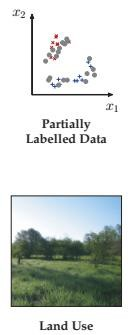 x₂
x₁
Partially
Labelled Data
Land Use